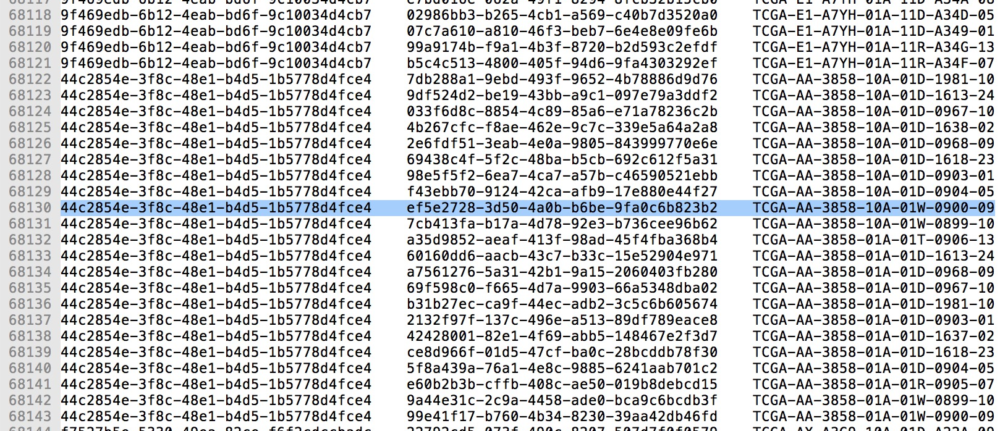 68118 9f469edb-6b12-4eab-bd6f-9c10034d4cb7 02986bb3-b265-4cb1-a569-c40b7d3520a0 TCGA-E1-A7YH-01A-11D-A34D-05
68119 9f469edb-6b12-4eab-bd6f-9c10034d4cb7 07c7a610-a810-46f3-beb7-6e4e8e09fe6b TCGA-E1-A7YH-01A-11D-A349-01
68120 9f469edb-6b12-4eab-bd6f-9c10034d4cb7 99a9174b-f9a1-4b3f-8720-b2d593c2efdf TCGA-E1-A7YH-01A-11R-A34G-13
68121 9f469edb-6b12-4eab-bd6f-9c10034d4cb7 b5c4c513-4800-405f-94d6-9fa4303292ef TCGA-E1-A7YH-01A-11R-A34F-07
68122 44c2854e-3f8c-48e1-b4d5-1b5778d4fce4 7db288a1-9ebd-493f-9652-4b78886d9d76 TCGA-AA-3858-10A-01D-1981-10
68123 44c2854e-3f8c-48e1-b4d5-1b5778d4fce4 9df524d2-be19-43bb-a9c1-097e79a3ddf2 TCGA-AA-3858-10A-01D-1613-24
68124 44c2854e-3f8c-48e1-b4d5-1b5778d4fce4 033f6d8c-8854-4c89-85a6-e71a78236c2b TCGA-AA-3858-10A-01D-0967-10
68125 44c2854e-3f8c-48e1-b4d5-1b5778d4fce4 4b267cfc-f8ae-462e-9c7c-339e5a64a2a8 TCGA-AA-3858-10A-01D-1638-02
68126 44c2854e-3f8c-48e1-b4d5-1b5778d4fce4 2e6fdf51-3eab-4e0a-9805-843999770e6e TCGA-AA-3858-10A-01D-0968-09
68127 44c2854e-3f8c-48e1-b4d5-1b5778d4fce4 69438c4f-5f2c-48ba-b5cb-692c612f5a31 TCGA-AA-3858-10A-01D-1618-23
68128 44c2854e-3f8c-48e1-b4d5-1b5778d4fce4 98e5f5f2-6ea7-4ca7-a57b-c46590521ebb TCGA-AA-3858-10A-01D-0903-01
68129 44c2854e-3f8c-48e1-b4d5-1b5778d4fce4 f43ebb70-9124-42ca-afb9-17e880e44f27 TCGA-AA-3858-10A-01D-0904-05
68130 44c2854e-3f8c-48e1-b4d5-1b5778d4fce4 ef5e2728-3d50-4a0b-b6be-9fa0c6b823b2 TCGA-AA-3858-10A-01W-0900-09
68131 44c2854e-3f8c-48e1-b4d5-1b5778d4fce4 7cb413fa-b17a-4d78-92e3-b736cee96b62 TCGA-AA-3858-10A-01W-0899-10
68132 44c2854e-3f8c-48e1-b4d5-1b5778d4fce4 a35d9852-aeaf-413f-98ad-45f4fba368b4 TCGA-AA-3858-01A-01T-0906-13
68133 44c2854e-3f8c-48e1-b4d5-1b5778d4fce4 60160dd6-aacb-43c7-b33c-15e52904e971 TCGA-AA-3858-01A-01D-1613-24
68134 44c2854e-3f8c-48e1-b4d5-1b5778d4fce4 a7561276-5a31-42b1-9a15-2060403fb280 TCGA-AA-3858-01A-01D-0968-09
68135 44c2854e-3f8c-48e1-b4d5-1b5778d4fce4 69f598c0-f665-4d7a-9903-66a5348dba02 TCGA-AA-3858-01A-01D-0967-10
68136 44c2854e-3f8c-48e1-b4d5-1b5778d4fce4 b31b27ec-ca9f-44ec-adb2-3c5c6b605674 TCGA-AA-3858-01A-01D-1981-10
68137 44c2854e-3f8c-48e1-b4d5-1b5778d4fce4 2132f97f-137c-496e-a513-89df789eace8 TCGA-AA-3858-01A-01D-0903-01
68138 44c2854e-3f8c-48e1-b4d5-1b5778d4fce4 42428001-82e1-4f69-abb5-148467e2f3d7 TCGA-AA-3858-01A-01D-1637-02
68139 44c2854e-3f8c-48e1-b4d5-1b5778d4fce4 ce8d966f-01d5-47cf-ba0c-28bcddb78f30 TCGA-AA-3858-01A-01D-1618-23
68140 44c2854e-3f8c-48e1-b4d5-1b5778d4fce4 5f8a439a-76a1-4e8c-9885-6241aab701c2 TCGA-AA-3858-01A-01D-0904-05
68141 44c2854e-3f8c-48e1-b4d5-1b5778d4fce4 e60b2b3b-cffb-408c-ae50-019b8debcd15 TCGA-AA-3858-01A-01R-0905-07
68142 44c2854e-3f8c-48e1-b4d5-1b5778d4fce4 9a44e31c-2c9a-4458-ade0-bca9c6bcdb3f TCGA-AA-3858-01A-01W-0899-10
68143 44c2854e-3f8c-48e1-b4d5-1b5778d4fce4 99e41f17-b760-4b34-8230-39aa42db46fd TCGA-AA-3858-01A-01W-0900-09